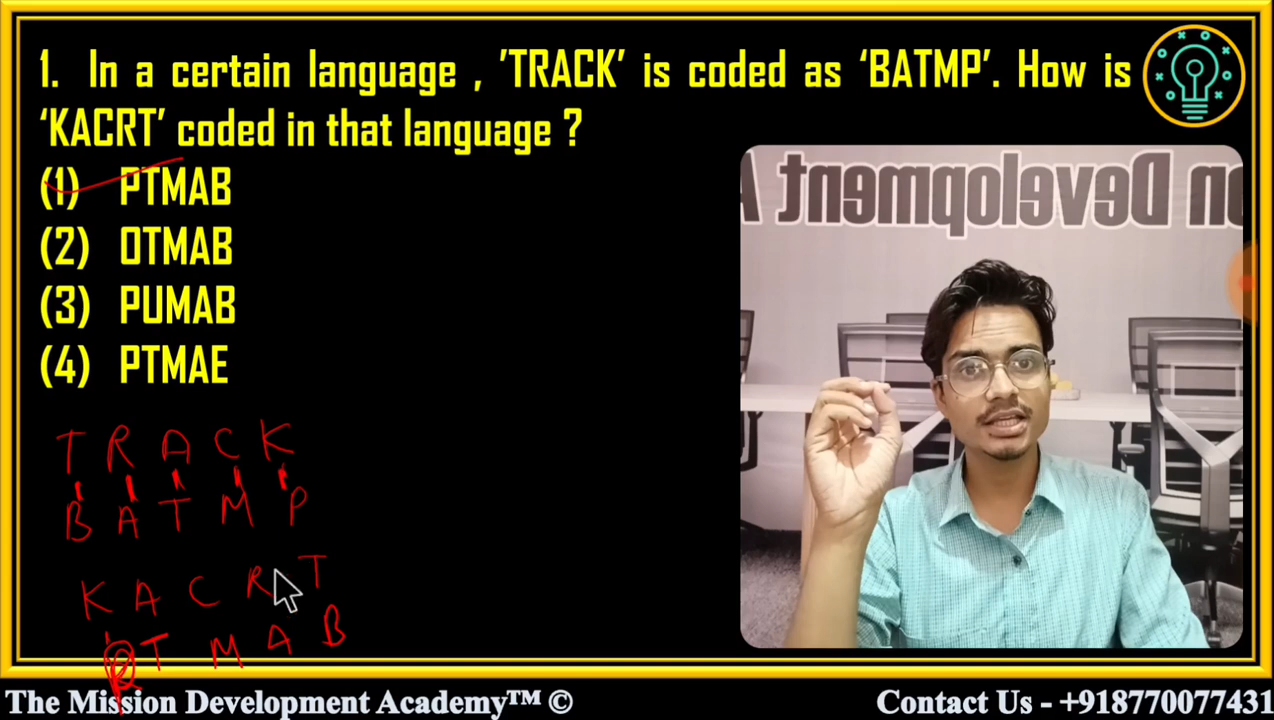 1. In a certain language , 'TRACK' is coded as 'BATMP'. How is
'KACRT' coded in that language ?
(1) PTMAB
(2) OTMAB
(3) PUMAB
(4) PTMAE
T R A C K
B A T M P
K A C R T
T M A B
n Development A
The Mission Development Academy™ ©
Contact Us - +918770077431